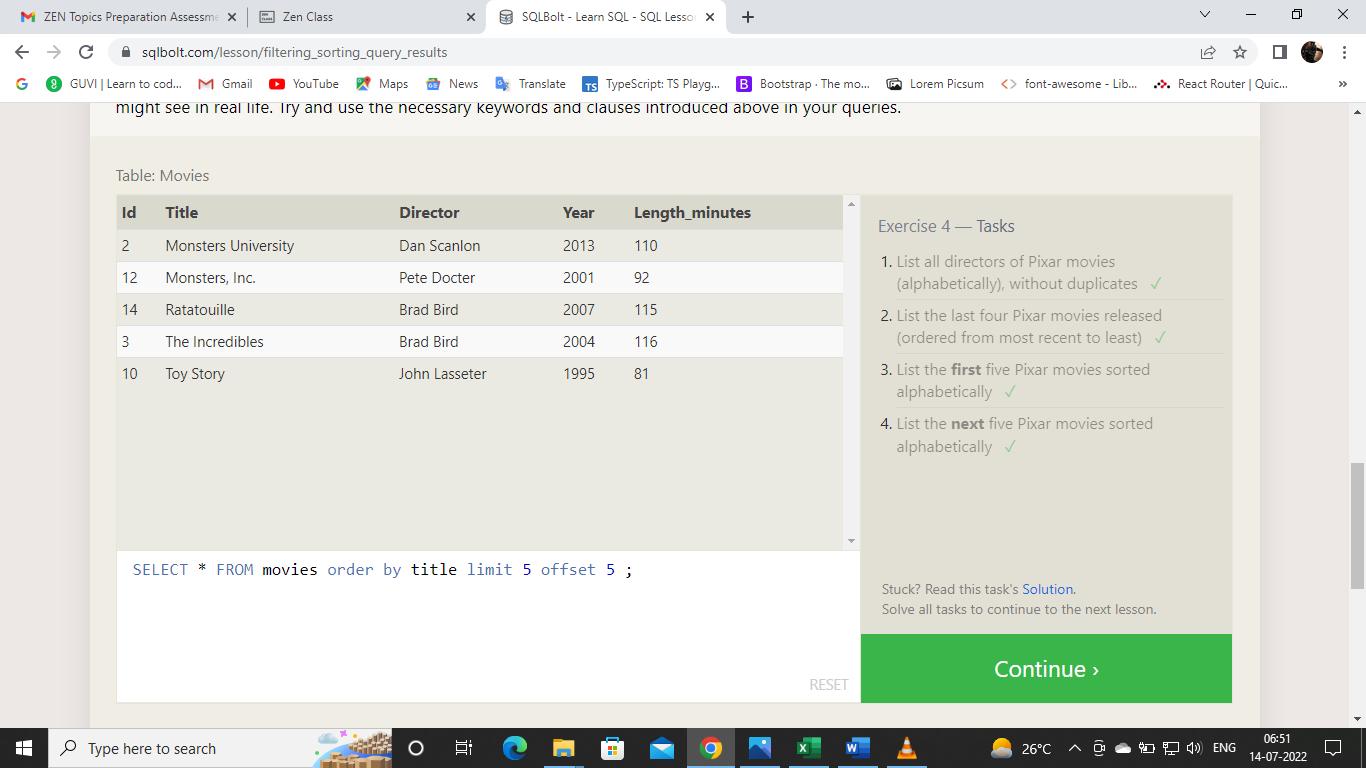 ZEN Topics Preparation Assessme
Zen Class
SQLBolt - Learn SQL - SQL Lesso
sqlbolt.com/lesson/filtering_sorting_query_results
GUVI | Learn to cod...
Gmail
YouTube
Maps
News
Translate
TypeScript: TS Playg...
Bootstrap · The mo...
Lorem Picsum
font-awesome - Lib...
React Router | Quic...
might see in real life. Try and use the necessary keywords and clauses introduced above in your queries.
Table: Movies
Id Title Director Year Length_minutes
2 Monsters University Dan Scanlon 2013 110
12 Monsters, Inc. Pete Docter 2001 92
14 Ratatouille Brad Bird 2007 115
3 The Incredibles Brad Bird 2004 116
10 Toy Story John Lasseter 1995 81
SELECT * FROM movies order by title limit 5 offset 5 ;
RESET
Exercise 4 — Tasks
1. List all directors of Pixar movies
(alphabetically), without duplicates ✓
2. List the last four Pixar movies released
(ordered from most recent to least) ✓
3. List the first five Pixar movies sorted
alphabetically ✓
4. List the next five Pixar movies sorted
alphabetically ✓
Stuck? Read this task's Solution.
Solve all tasks to continue to the next lesson.
Continue ›
Type here to search
26°C
ENG
06:51
14-07-2022